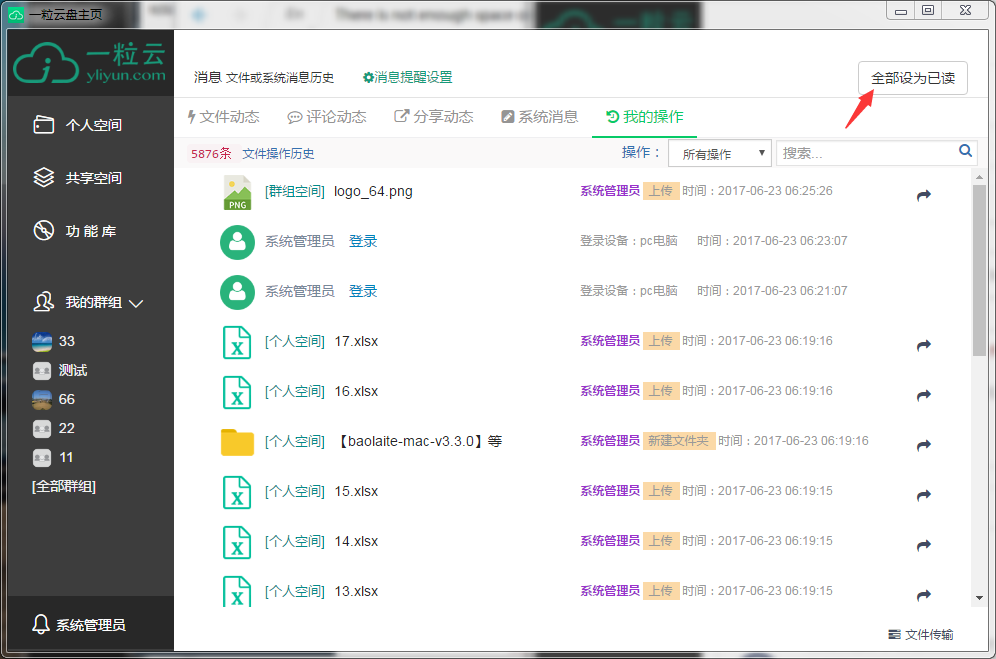 一粒云盘主页
There is not enough space o
一粒云
yliyun.com
消息 文件或系统消息历史 消息提醒设置
全部设为已读
个人空间
共享空间
功 能 库
我的群组
33
测试
66
22
11
[全部群组]
系统管理员
文件动态 评论动态 分享动态 系统消息 我的操作
5876条 文件操作历史 操作： 所有操作 搜索...
PNG [群组空间] logo_64.png 系统管理员 上传 时间：2017-06-23 06:25:26
系统管理员 登录 登录设备：pc电脑 时间：2017-06-23 06:23:07
系统管理员 登录 登录设备：pc电脑 时间：2017-06-23 06:21:07
[个人空间] 17.xlsx 系统管理员 上传 时间：2017-06-23 06:19:16
[个人空间] 16.xlsx 系统管理员 上传 时间：2017-06-23 06:19:16
[个人空间] 【baolaite-mac-v3.3.0】等 系统管理员 新建文件夹 时间：2017-06-23 06:19:16
[个人空间] 15.xlsx 系统管理员 上传 时间：2017-06-23 06:19:15
[个人空间] 14.xlsx 系统管理员 上传 时间：2017-06-23 06:19:15
[个人空间] 13.xlsx 系统管理员 上传 时间：2017-06-23 06:19:15
文件传输